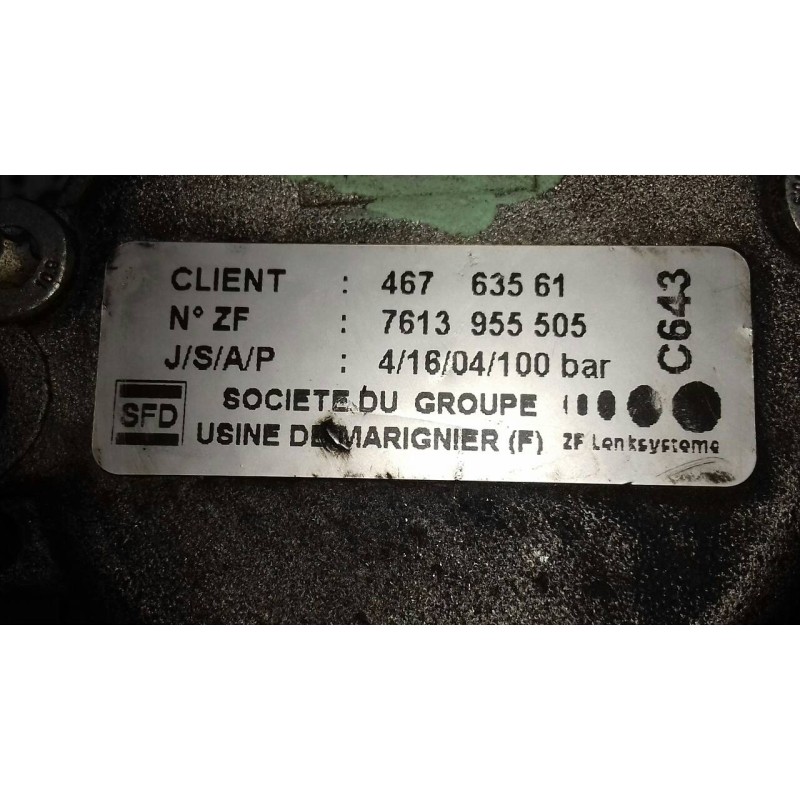 CLIENT : 467 635 61
N° ZF : 7613 955 505
J/S/A/P : 4/16/04/100 bar
C643
SFD
SOCIETE DU GROUPE
USINE DE MARIGNIER (F) ZF Lenksysteme